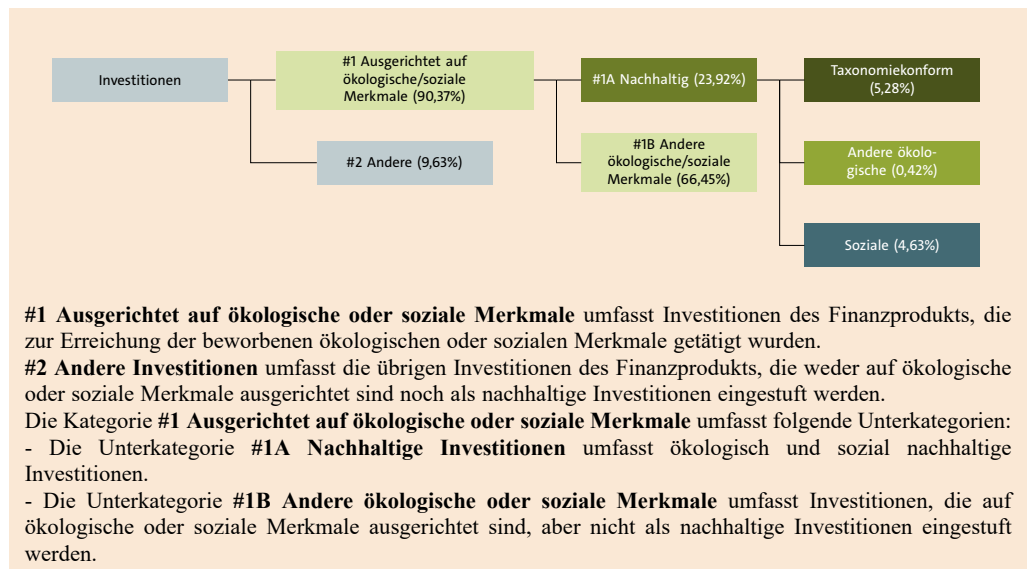 Investitionen
#1 Ausgerichtet auf
ökologische/soziale
Merkmale (90,37%)
#2 Andere (9,63%)
#1A Nachhaltig (23,92%)
#1B Andere
ökologische/soziale
Merkmale (66,45%)
Taxonomiekonform
(5,28%)
Andere ökolo-
gische (0,42%)
Soziale (4,63%)
#1 Ausgerichtet auf ökologische oder soziale Merkmale umfasst Investitionen des Finanzprodukts, die
zur Erreichung der beworbenen ökologischen oder sozialen Merkmale getätigt wurden.
#2 Andere Investitionen umfasst die übrigen Investitionen des Finanzprodukts, die weder auf ökologische
oder soziale Merkmale ausgerichtet sind noch als nachhaltige Investitionen eingestuft werden.
Die Kategorie #1 Ausgerichtet auf ökologische oder soziale Merkmale umfasst folgende Unterkategorien:
- Die Unterkategorie #1A Nachhaltige Investitionen umfasst ökologisch und sozial nachhaltige
Investitionen.
- Die Unterkategorie #1B Andere ökologische oder soziale Merkmale umfasst Investitionen, die auf
ökologische oder soziale Merkmale ausgerichtet sind, aber nicht als nachhaltige Investitionen eingestuft
werden.